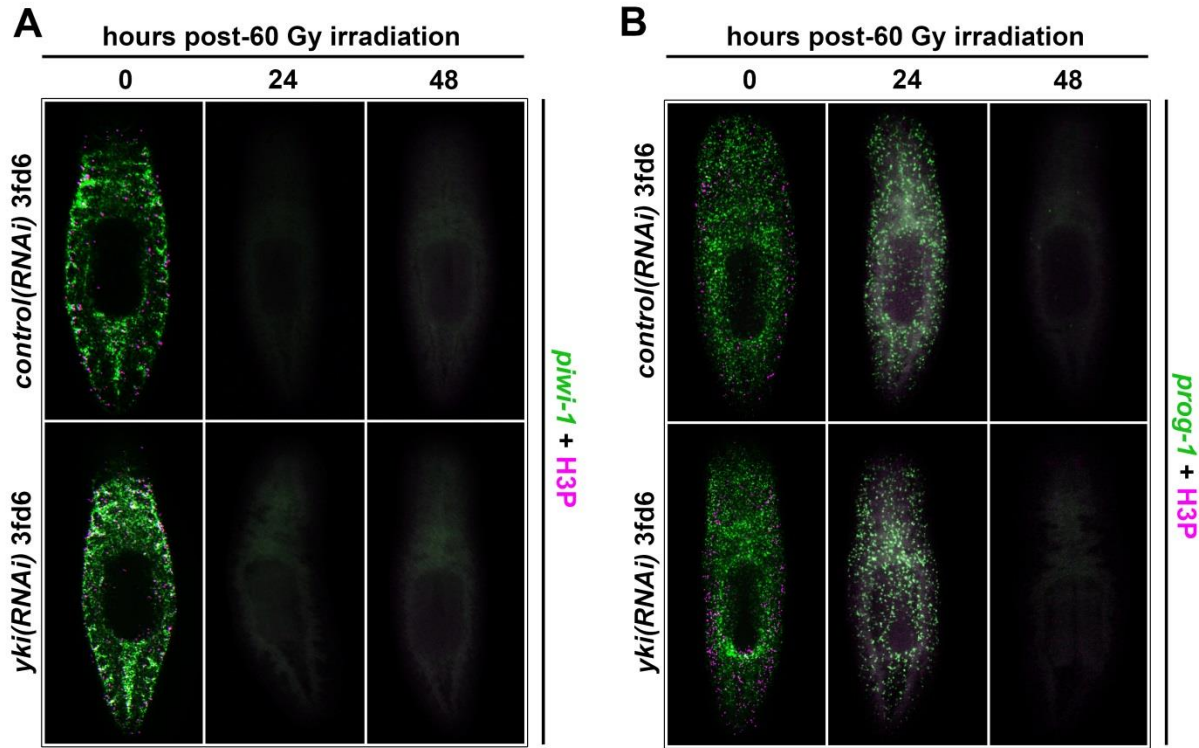 A
hours post-60 Gy irradiation
0 24 48
control(RNAi) 3fd6
yki(RNAi) 3fd6
piwi-1 + H3P
B
hours post-60 Gy irradiation
0 24 48
control(RNAi) 3fd6
yki(RNAi) 3fd6
prog-1 + H3P